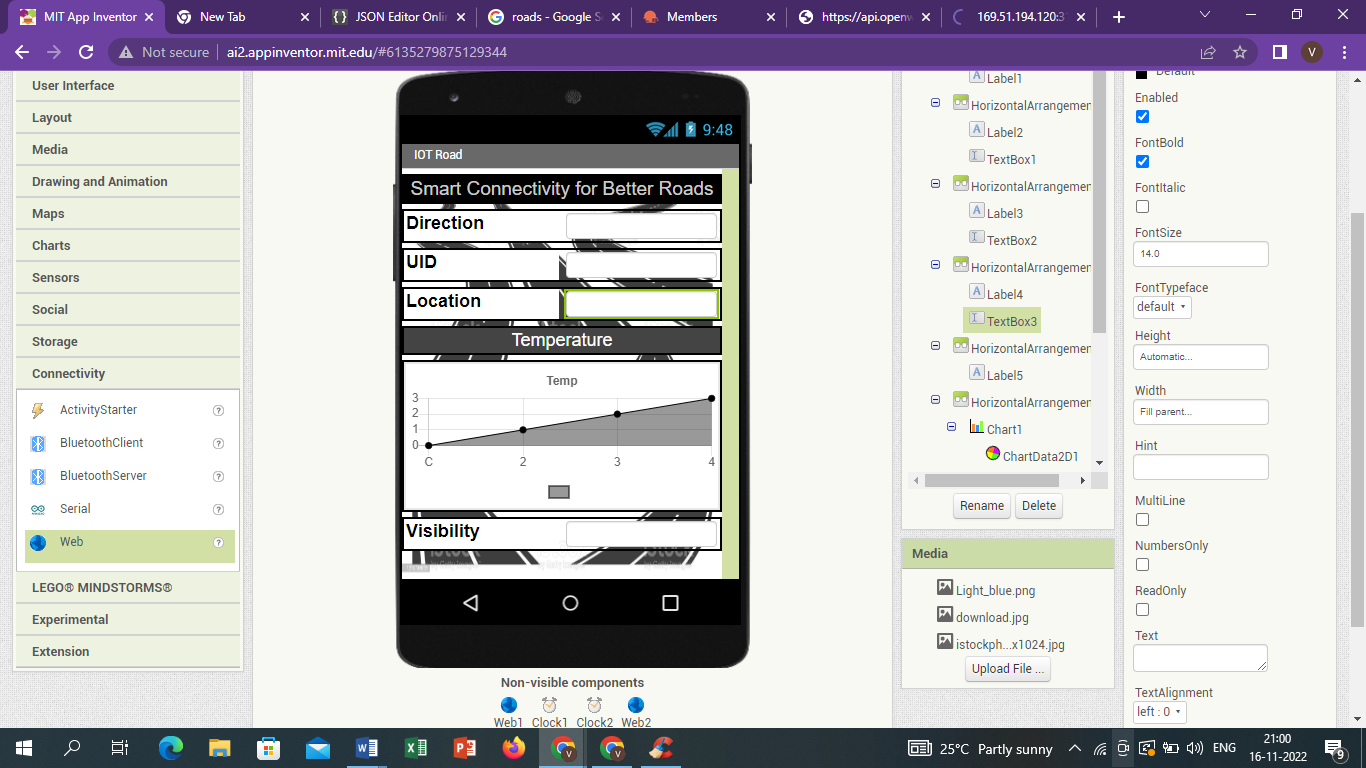 MIT App Inventor
New Tab
JSON Editor Onli
roads - Google S
Members
https://api.openw
169.51.194.120:3
Not secure
ai2.appinventor.mit.edu/#6135279875129344
V
User Interface
Layout
Media
Drawing and Animation
Maps
Charts
Sensors
Social
Storage
Connectivity
ActivityStarter ?
BluetoothClient ?
BluetoothServer ?
Serial ?
Web ?
LEGO® MINDSTORMS®
Experimental
Extension
9:48
IOT Road
Smart Connectivity for Better Roads
Direction
UID
Location
Temperature
Temp
3
2
1
0
C 2 3 4
Visibility
Non-visible components
Web1 Clock1 Clock2 Web2
Label1
HorizontalArrangemen
Label2
TextBox1
HorizontalArrangemen
Label3
TextBox2
HorizontalArrangemen
Label4
TextBox3
HorizontalArrangemen
Label5
HorizontalArrangemen
Chart1
ChartData2D1
Rename Delete
Media
Light_blue.png
download.jpg
istockph...x1024.jpg
Upload File ...
Default
Enabled
FontBold
FontItalic
FontSize
14.0
FontTypeface
default
Height
Automatic...
Width
Fill parent...
Hint
MultiLine
NumbersOnly
ReadOnly
Text
TextAlignment
left : 0
25°C Partly sunny
ENG
21:00
16-11-2022
9